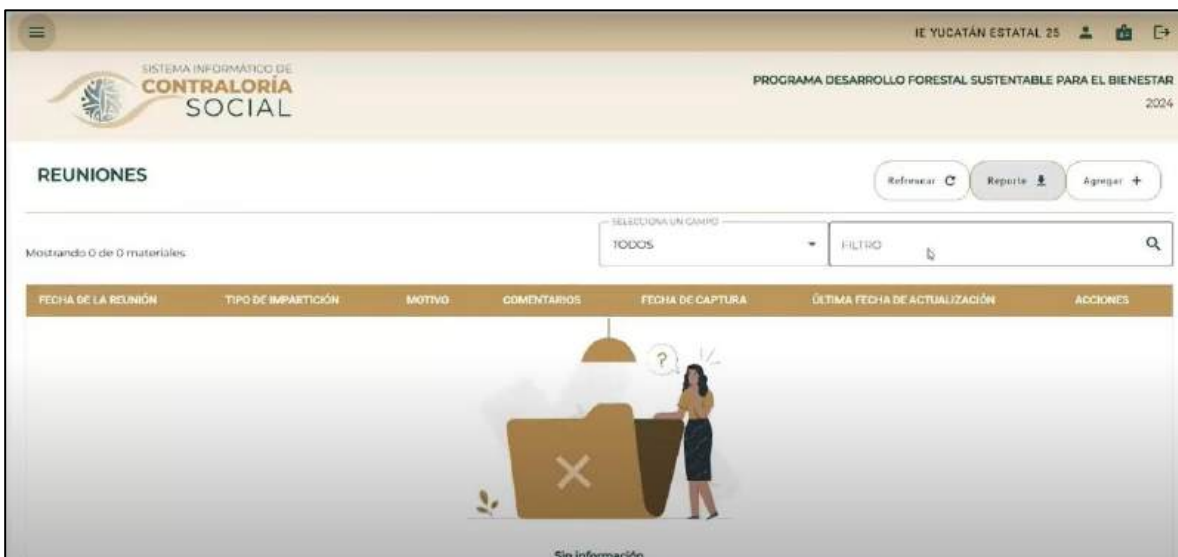 IE YUCATÁN ESTATAL 25
SISTEMA INFORMÁTICO DE
CONTRALORÍA
SOCIAL
PROGRAMA DESARROLLO FORESTAL SUSTENTABLE PARA EL BIENESTAR
2024
REUNIONES
Refrescar Reporte Agregar +
SELECCIONA UN CAMPO
TODOS FILTRO
Mostrando 0 de 0 materiales
FECHA DE LA REUNIÓN TIPO DE IMPARTICIÓN MOTIVO COMENTARIOS FECHA DE CAPTURA ÚLTIMA FECHA DE ACTUALIZACIÓN ACCIONES
?
Sin información